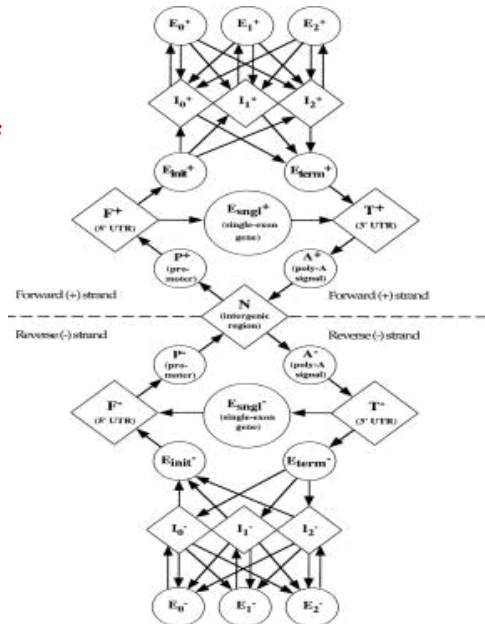 E₀⁺ E₁⁺ E₂⁺
I₀⁺ I₁⁺ I₂⁺
Einit⁺ Eterm⁺
F⁺ Esngl⁺ T⁺
(5' UTR) (single-exon (3' UTR)
gene)
P⁺ A⁺
(pro- (poly-A
moter) signal)
Forward (+) strand N Forward (+) strand
(intergenic
Reverse (-) strand region) Reverse (-) strand
P⁻ A⁻
(pro- (poly-A
moter) signal)
F⁻ Esngl⁻ T⁻
(5' UTR) (single-exon (3' UTR)
gene)
Einit⁻ Eterm⁻
I₀⁻ I₁⁻ I₂⁻
E₀⁻ E₁⁻ E₂⁻